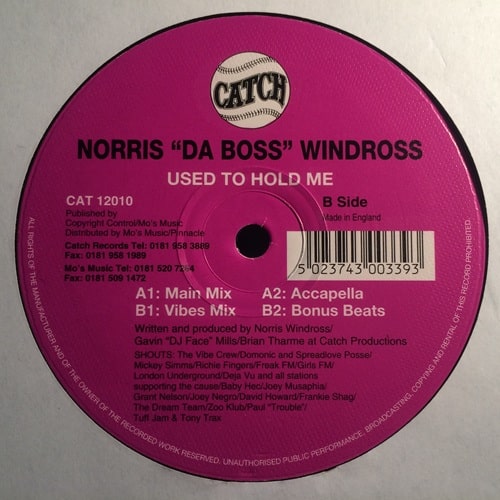 CATCH
NORRIS "DA BOSS" WINDROSS
USED TO HOLD ME
CAT 12010
B Side
Published by
Copyright Control/Mo's Music
Distributed by Mo's Music/Pinnacle
Made in England
Catch Records Tel: 0181 958 3889
Fax: 0181 958 1989
Mo's Music Tel: 0181 520 7264
Fax: 0181 509 1472
5 023743 003393
A1: Main Mix A2: Accapella
B1: Vibes Mix B2: Bonus Beats
Written and produced by Norris Windross/
Gavin "DJ Face" Mills/Brian Tharme at Catch Productions
SHOUTS: The Vibe Crew/Domonic and Spreadlove Posse/
Mickey Simms/Richie Fingers/Freak FM/Girls FM/
London Underground/Deja Vu and all stations
supporting the cause/Baby Hec/Joey Musaphia/
Grant Nelson/Joey Negro/David Howard/Frankie Shag/
The Dream Team/Zoo Klub/Paul "Trouble"/
Tuff Jam & Tony Trax
ALL RIGHTS OF THE MANUFACTURER AND OF THE OWNER OF THE RECORDED WORK RESERVED. UNAUTHORISED PUBLIC PERFORMANCE, BROADCASTING, COPYING AND RENTAL OF THIS RECORD PROHIBITED.